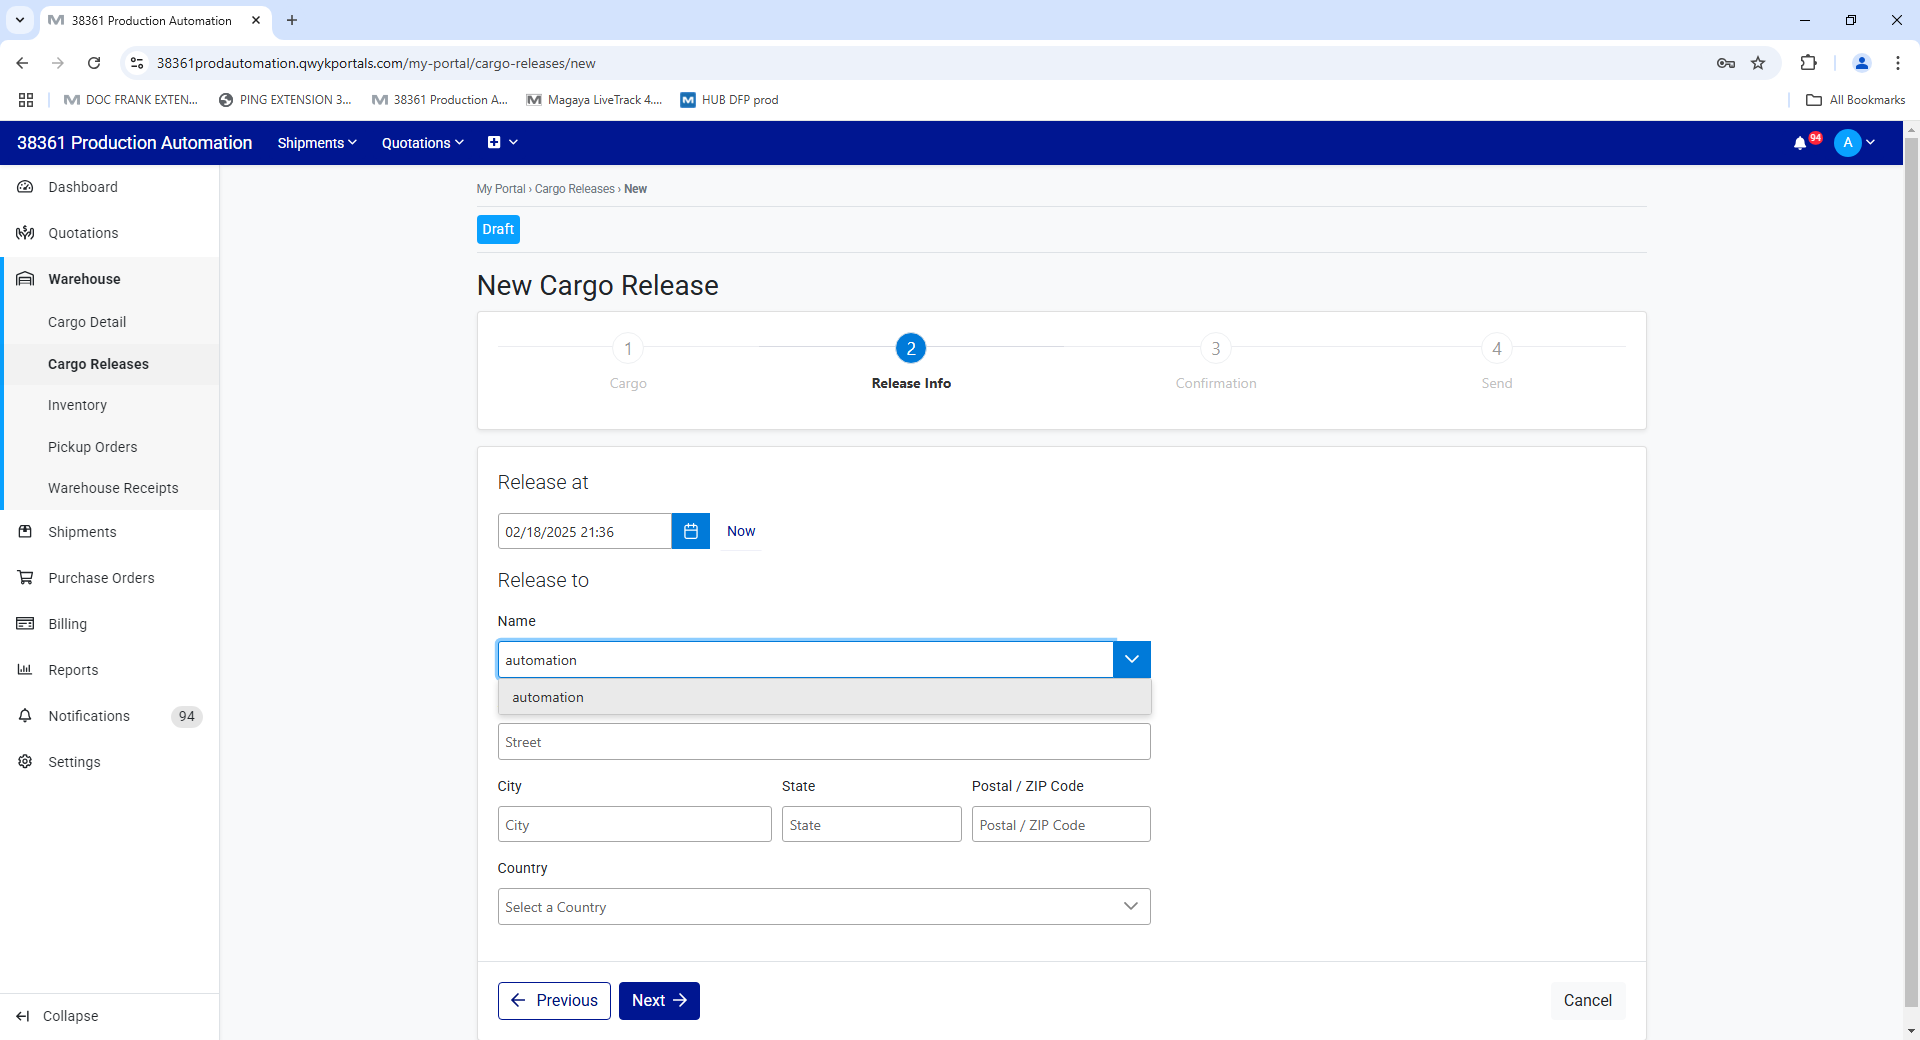 38361 Production Automation
38361prodautomation.qwykportals.com/my-portal/cargo-releases/new
DOC FRANK EXTEN...
PING EXTENSION 3...
38361 Production A...
Magaya LiveTrack 4....
HUB DFP prod
All Bookmarks
38361 Production Automation
Shipments
Quotations
94
A
Dashboard
Quotations
Warehouse
Cargo Detail
Cargo Releases
Inventory
Pickup Orders
Warehouse Receipts
Shipments
Purchase Orders
Billing
Reports
Notifications 94
Settings
Collapse
My Portal › Cargo Releases › New
Draft
New Cargo Release
1 2 3 4
Cargo Release Info Confirmation Send
Release at
02/18/2025 21:36 Now
Release to
Name
automation
automation
Street
City State Postal / ZIP Code
City State Postal / ZIP Code
Country
Select a Country
Previous Next Cancel